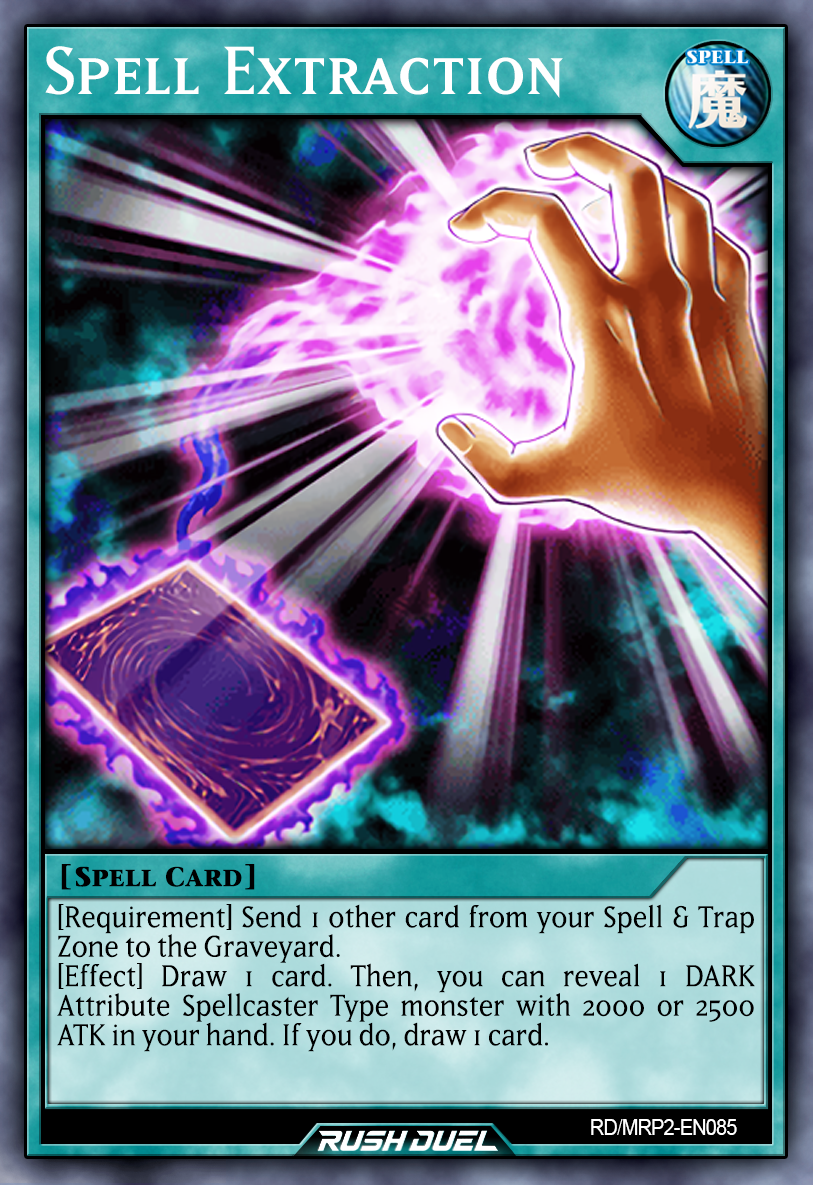 Spell Extraction
SPELL
魔
[Spell Card]
[Requirement] Send 1 other card from your Spell & Trap
Zone to the Graveyard.
[Effect] Draw 1 card. Then, you can reveal 1 DARK
Attribute Spellcaster Type monster with 2000 or 2500
ATK in your hand. If you do, draw 1 card.
RD/MRP2-EN085
RUSH DUEL